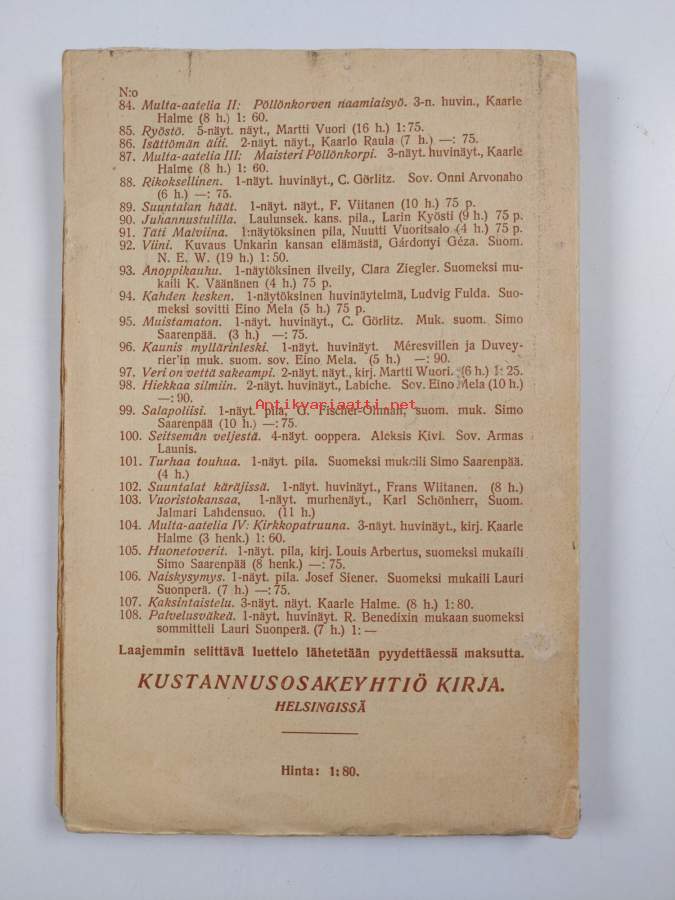 N:o
84. Multa-aatelia II: Pöllönkorven naamiaisyö. 3-n. huvin., Kaarle
Halme (8 h.) 1: 60.
85. Ryöstö. 5-näyt. näyt., Martti Vuori (16 h.) 1: 75.
86. Isättömän äiti. 2-näyt. näyt., Kaarlo Raula (7 h.) —: 75.
87. Multa-aatelia III: Maisteri Pöllönkorpi. 3-näyt. huvinäyt., Kaarle
Halme (8 h.) 1: 60.
88. Rikoksellinen. 1-näyt. huvinäyt., C. Görlitz. Sov. Onni Arvonaho
(6 h.) —: 75.
89. Suuntalan häät. 1-näyt. näyt., F. Viitanen (10 h.) 75 p.
90. Juhannustulilla. Laulunsek. kans. pila., Larin Kyösti (9 h.) 75 p.
91. Täti Malviina. 1:näytöksinen pila, Nuutti Vuoritsalo (4 h.) 75 p.
92. Viini. Kuvaus Unkarin kansan elämästä, Gárdonyi Géza. Suom.
N. E. W. (19 h.) 1: 50.
93. Anoppikauhu. 1-näytöksinen ilveily, Clara Ziegler. Suomeksi mu-
kaili K. Väänänen (4 h.) 75 p.
94. Kahden kesken. 1-näytöksinen huvinäytelmä, Ludvig Fulda. Suo-
meksi sovitti Eino Mela (5 h.) 75 p.
95. Muistamaton. 1-näyt. huvinäyt., C. Görlitz. Muk. suom. Simo
Saarenpää. (3 h.) —: 75.
96. Kaunis myllärinleski. 1-näyt. huvinäyt. Méresvillen ja Duvey-
rier'in muk. suom. sov. Eino Mela. (5 h.) —: 90.
97. Veri on vettä sakeampi. 2-näyt. näyt., kirj. Martti Wuori. (6 h.) 1: 25.
98. Hiekkaa silmiin. 2-näyt. huvinäyt., Labiche. Sov. Eino Mela (10 h.)
—: 90.
Antikvariaatti.net
99. Salapoliisi. 1-näyt. pila, G. Fischer-Ohman, suom. muk. Simo
Saarenpää (10 h.) —: 75.
100. Seitsemän veljestä. 4-näyt. ooppera. Aleksis Kivi. Sov. Armas
Launis.
101. Turhaa touhua. 1-näyt. pila. Suomeksi mukaili Simo Saarenpää.
(4 h.)
102. Suuntalat käräjissä. 1-näyt. huvinäyt., Frans Wiitanen. (8 h.)
103. Vuoristokansaa, 1-näyt. murhenäyt., Karl Schönherr, Suom.
Jalmari Lahdensuo. (11 h.)
104. Multa-aatelia IV: Kirkkopatruuna. 3-näyt. huvinäyt., kirj. Kaarle
Halme (3 henk.) 1: 60.
105. Huonetoverit. 1-näyt. pila, kirj. Louis Arbertus, suomeksi mukaili
Simo Saarenpää (8 henk.) —: 75.
106. Naiskysymys. 1-näyt. pila. Josef Siener. Suomeksi mukaili Lauri
Suonperä. (7 h.) —: 75.
107. Kaksintaistelu. 3-näyt. näyt. Kaarle Halme. (8 h.) 1: 80.
108. Palvelusväkeä. 1-näyt. huvinäyt. R. Benedixin mukaan suomeksi
sommitteli Lauri Suonperä. (7 h.) 1: —
Laajemmin selittävä luettelo lähetetään pyydettäessä maksutta.
KUSTANNUSOSAKEYHTIÖ KIRJA.
HELSINGISSÄ
Hinta: 1: 80.